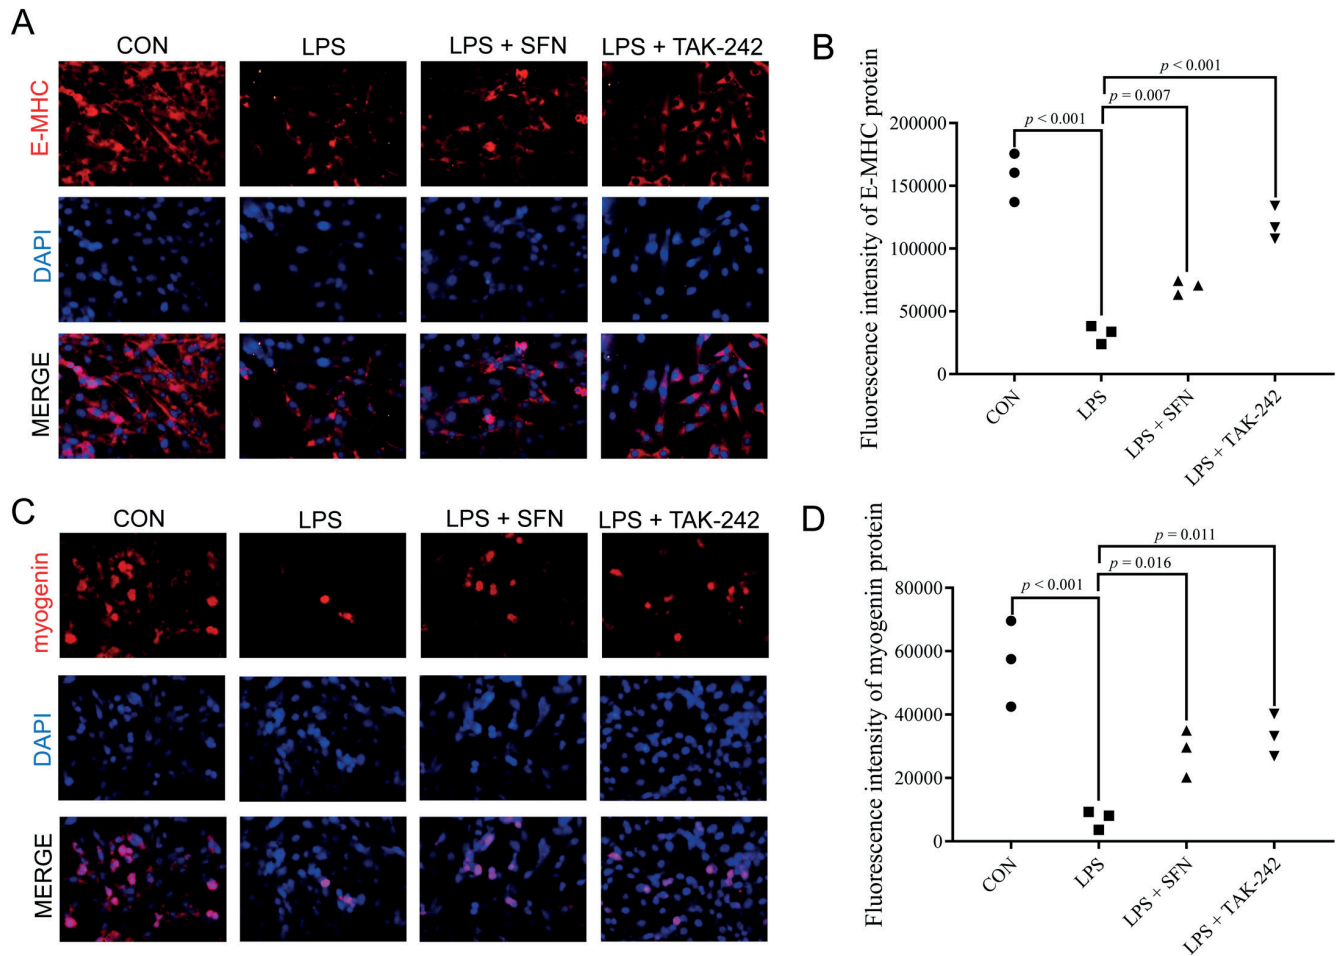 A
CON LPS LPS + SFN LPS + TAK-242
E-MHC
DAPI
MERGE
B
Fluorescence intensity of E-MHC protein
p < 0.001
p = 0.007
p < 0.001
200000
150000
100000
50000
0
CON LPS LPS + SFN LPS + TAK-242
C
CON LPS LPS + SFN LPS + TAK-242
myogenin
DAPI
MERGE
D
Fluorescence intensity of myogenin protein
p = 0.011
p = 0.016
p < 0.001
80000
60000
40000
20000
0
CON LPS LPS + SFN LPS + TAK-242